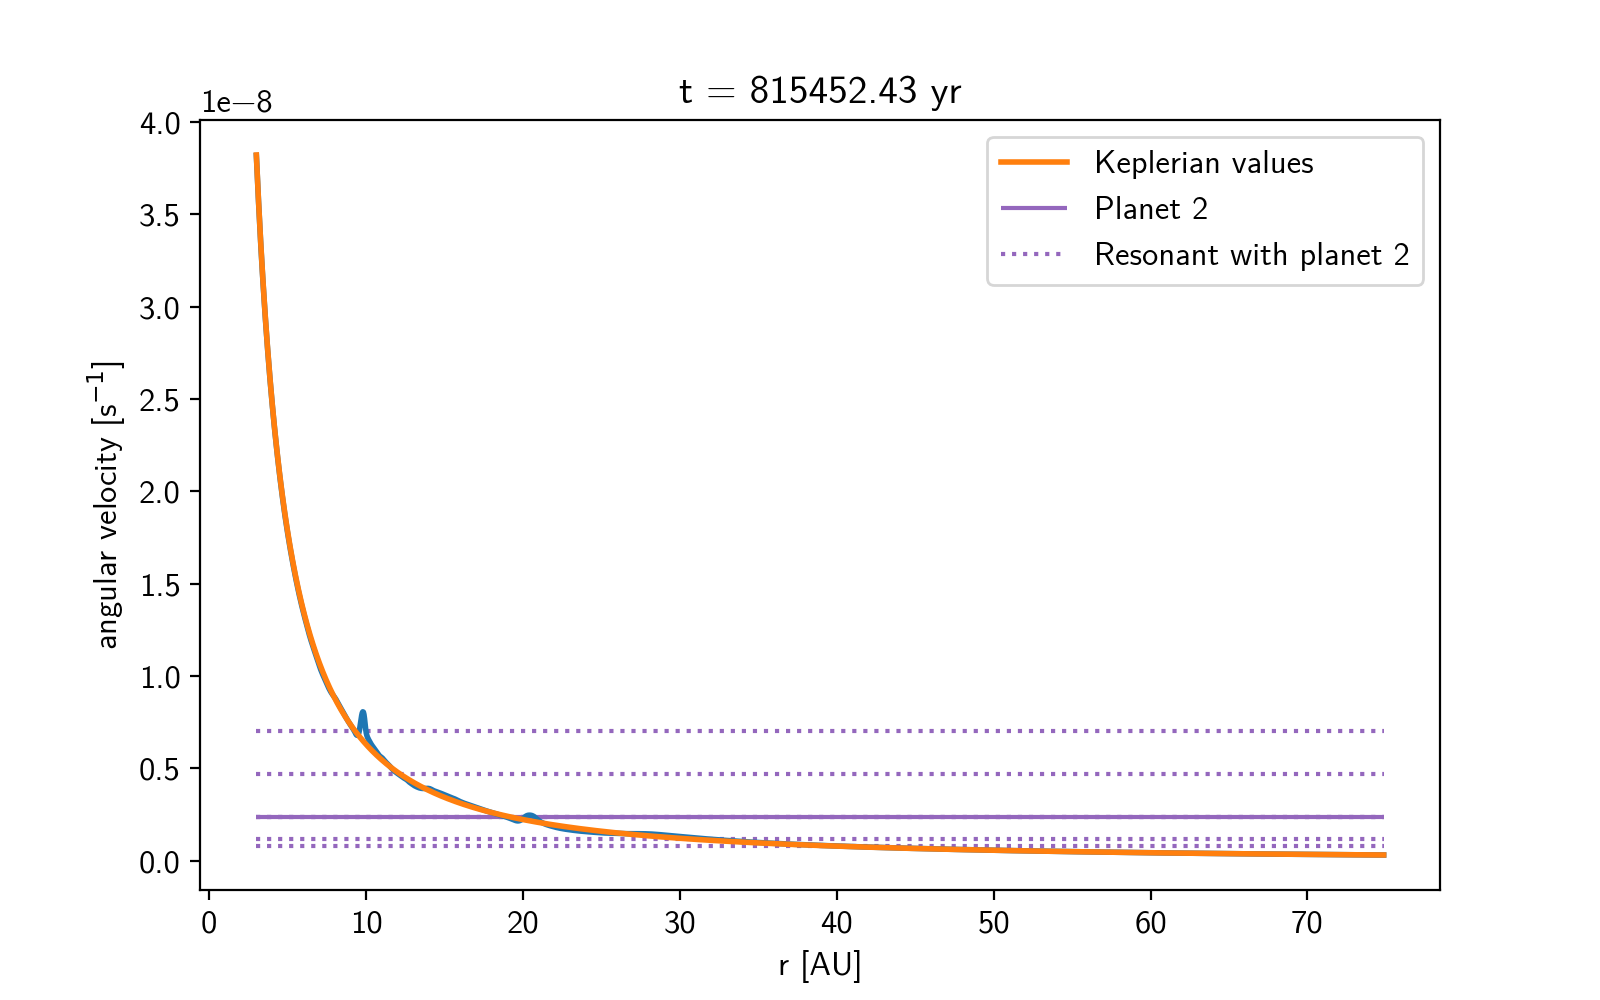 t = 815452.43 yr
1e−8
4.0
3.5
3.0
2.5
2.0
1.5
1.0
0.5
0.0
angular velocity [s⁻¹]
Keplerian values
Planet 2
Resonant with planet 2
0 10 20 30 40 50 60 70
r [AU]